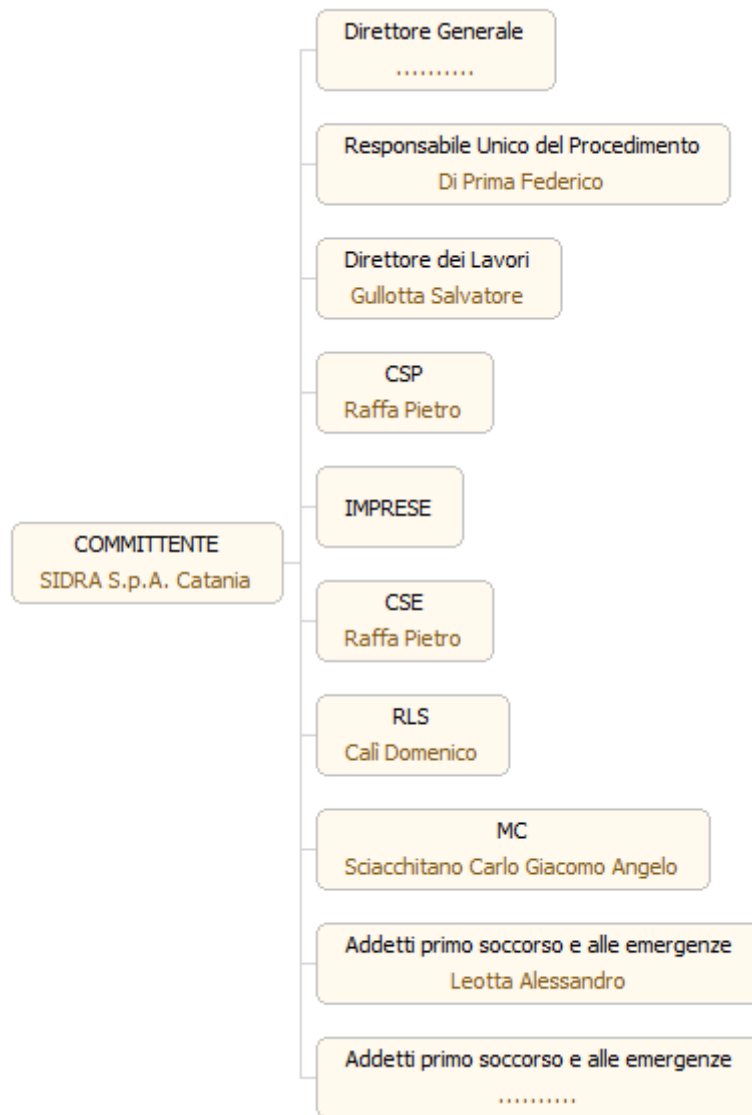 Direttore Generale
..........
Responsabile Unico del Procedimento
Di Prima Federico
Direttore dei Lavori
Gullotta Salvatore
CSP
Raffa Pietro
IMPRESE
COMMITTENTE
SIDRA S.p.A. Catania
CSE
Raffa Pietro
RLS
Calì Domenico
MC
Sciacchitano Carlo Giacomo Angelo
Addetti primo soccorso e alle emergenze
Leotta Alessandro
Addetti primo soccorso e alle emergenze
..........